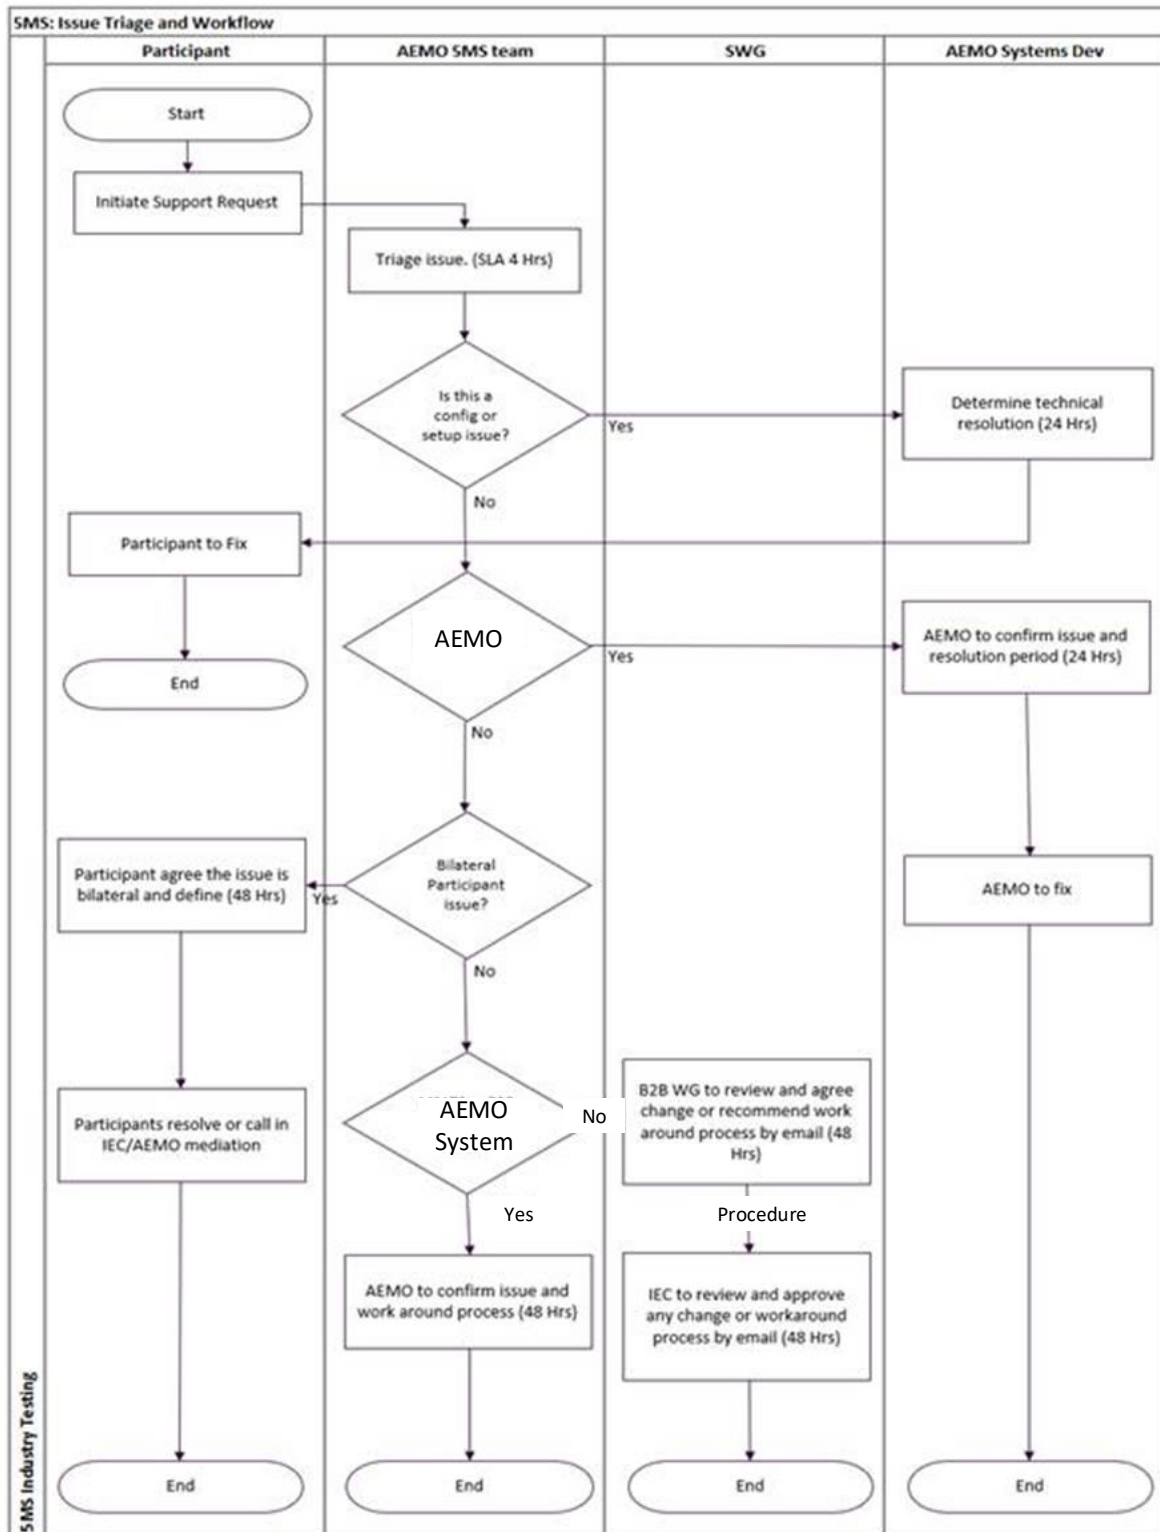 5MS: Issue Triage and Workflow
Participant
AEMO 5MS team
SWG
AEMO Systems Dev
Start
Initiate Support Request
Triage issue. (SLA 4 Hrs)
Is this a
config or
setup issue?
Yes
Determine technical
resolution (24 Hrs)
No
Participant to Fix
End
AEMO
Yes
AEMO to confirm issue and
resolution period (24 Hrs)
No
Bilateral
Participant
issue?
Yes
Participant agree the issue is
bilateral and define (48 Hrs)
AEMO to fix
No
Participants resolve or call in
IEC/AEMO mediation
AEMO
System
No
B2B WG to review and agree
change or recommend work
around process by email (48
Hrs)
Yes
Procedure
AEMO to confirm issue and
work around process (48 Hrs)
IEC to review and approve
any change or workaround
process by email (48 Hrs)
End
End
End
End
5MS Industry Testing